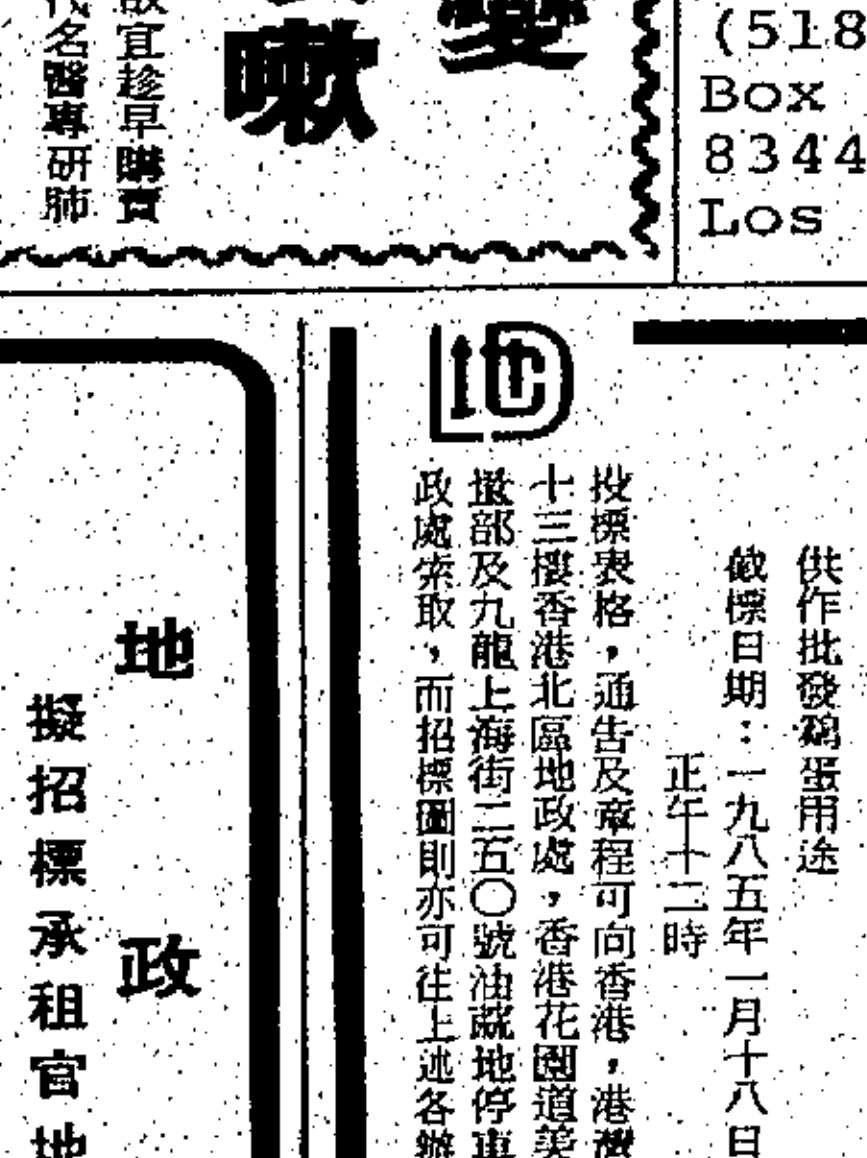 (518
Box
8344
Los
變
嗽
宜趁早購買
名醫專研肺
供作批發鷄蛋用途
截標日期：一九八五年一月十八日
正午十二時
投標表格，通告及章程可向香港，港灣
十三樓香港北區地政處，香港花園道美
部及九龍上海街二五〇號油蔴地停車
政處索取，而招標圖則亦可往上述各辦
地政
擬招標承租官地